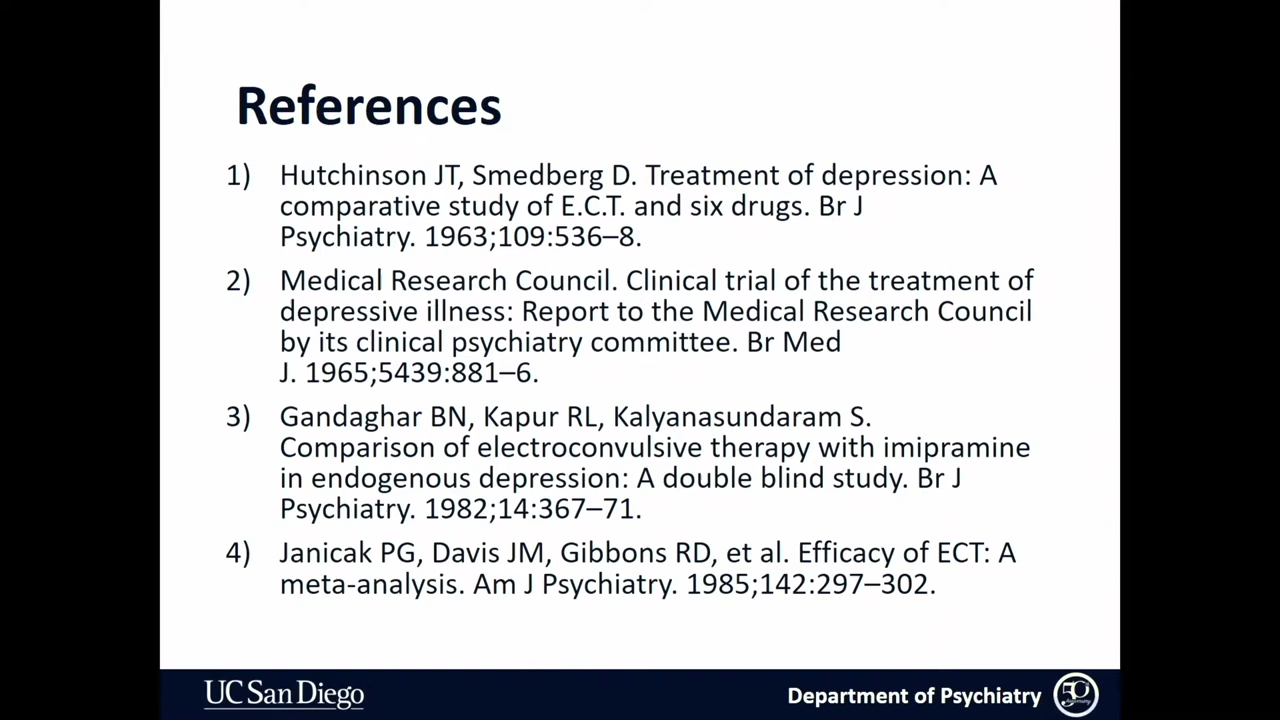 References
1) Hutchinson JT, Smedberg D. Treatment of depression: A
comparative study of E.C.T. and six drugs. Br J
Psychiatry. 1963;109:536–8.
2) Medical Research Council. Clinical trial of the treatment of
depressive illness: Report to the Medical Research Council
by its clinical psychiatry committee. Br Med
J. 1965;5439:881–6.
3) Gandaghar BN, Kapur RL, Kalyanasundaram S.
Comparison of electroconvulsive therapy with imipramine
in endogenous depression: A double blind study. Br J
Psychiatry. 1982;14:367–71.
4) Janicak PG, Davis JM, Gibbons RD, et al. Efficacy of ECT: A
meta-analysis. Am J Psychiatry. 1985;142:297–302.
UC San Diego
Department of Psychiatry
50